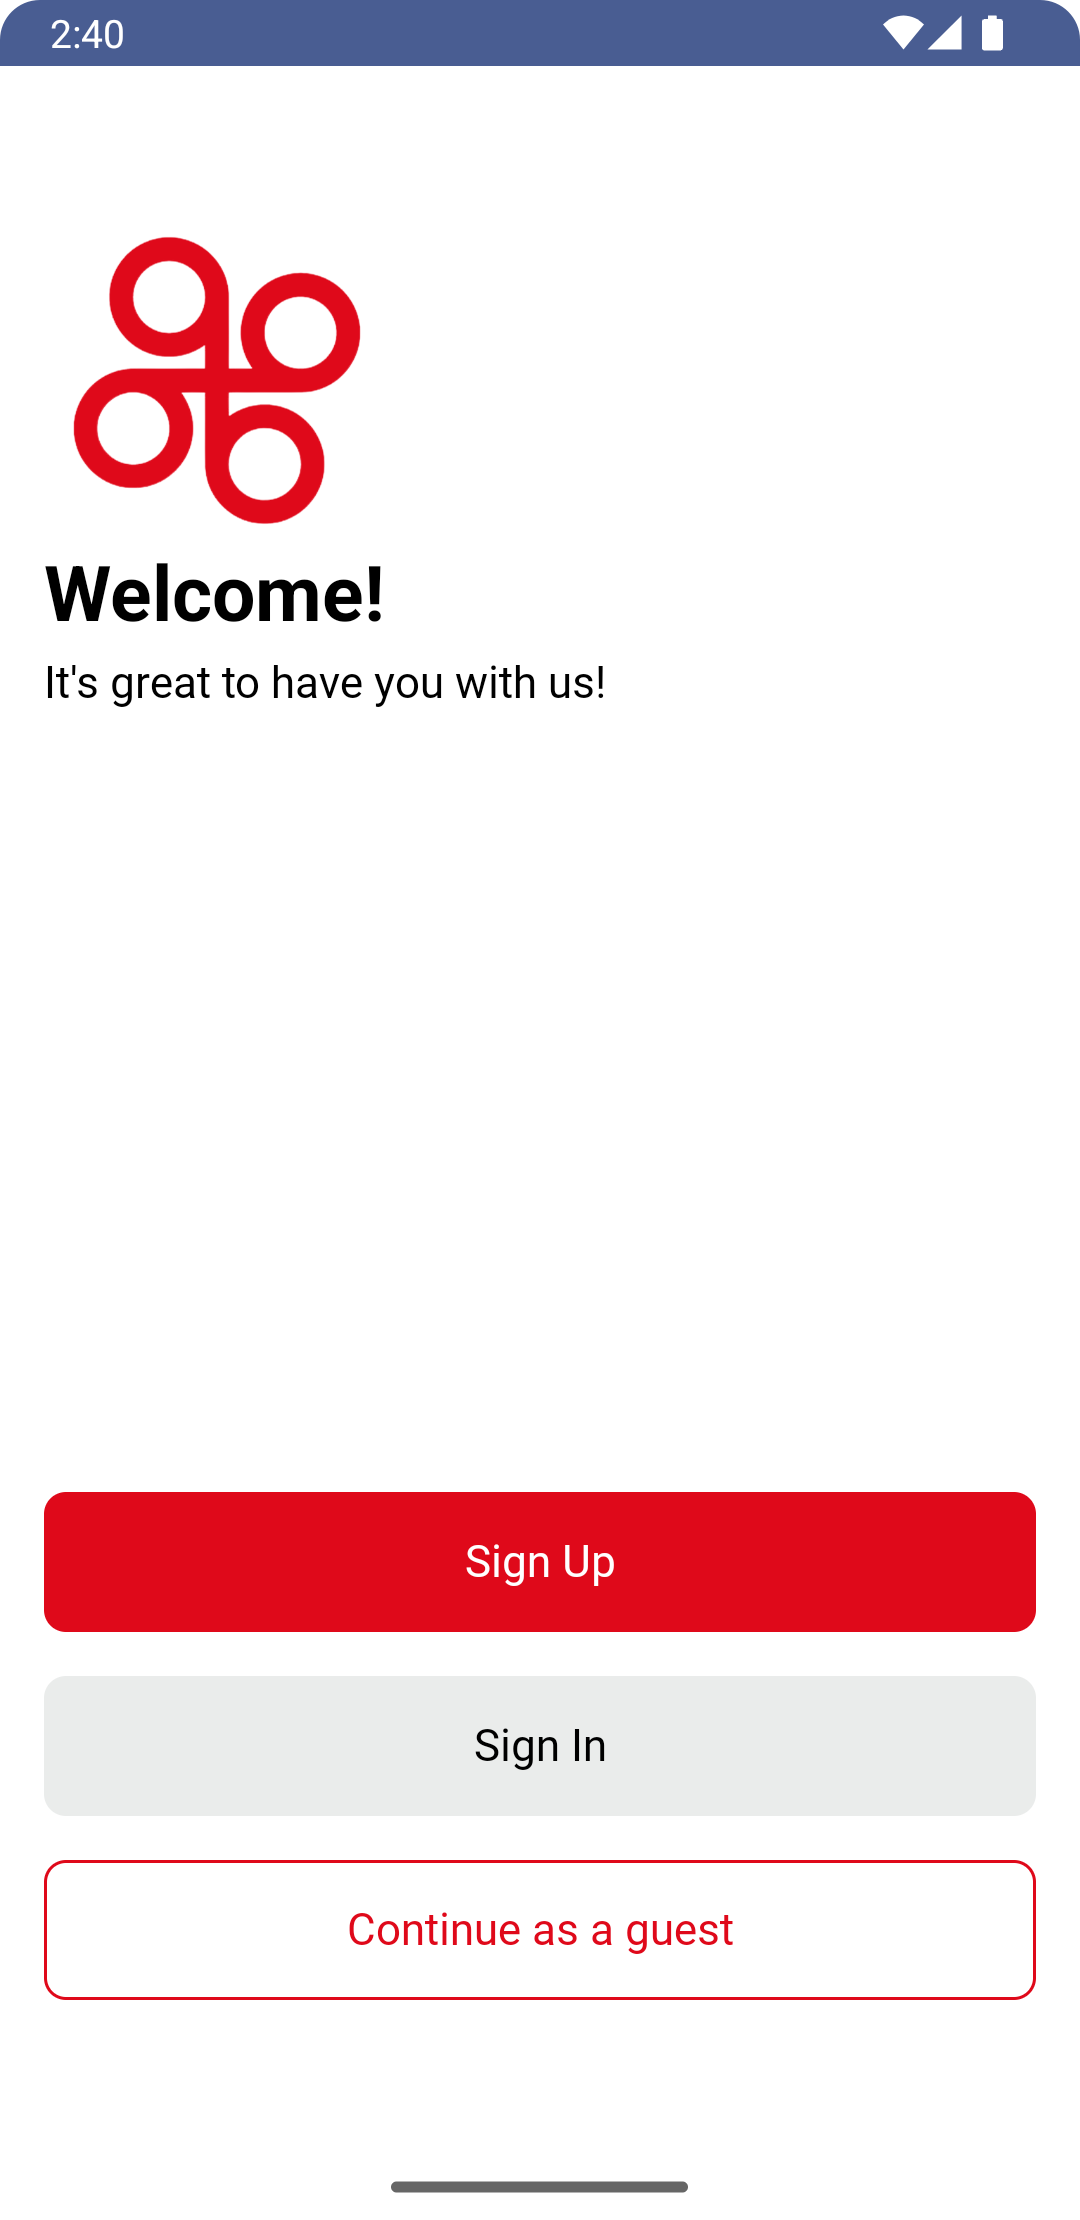 2:40
Welcome!
It's great to have you with us!
Sign Up
Sign In
Continue as a guest